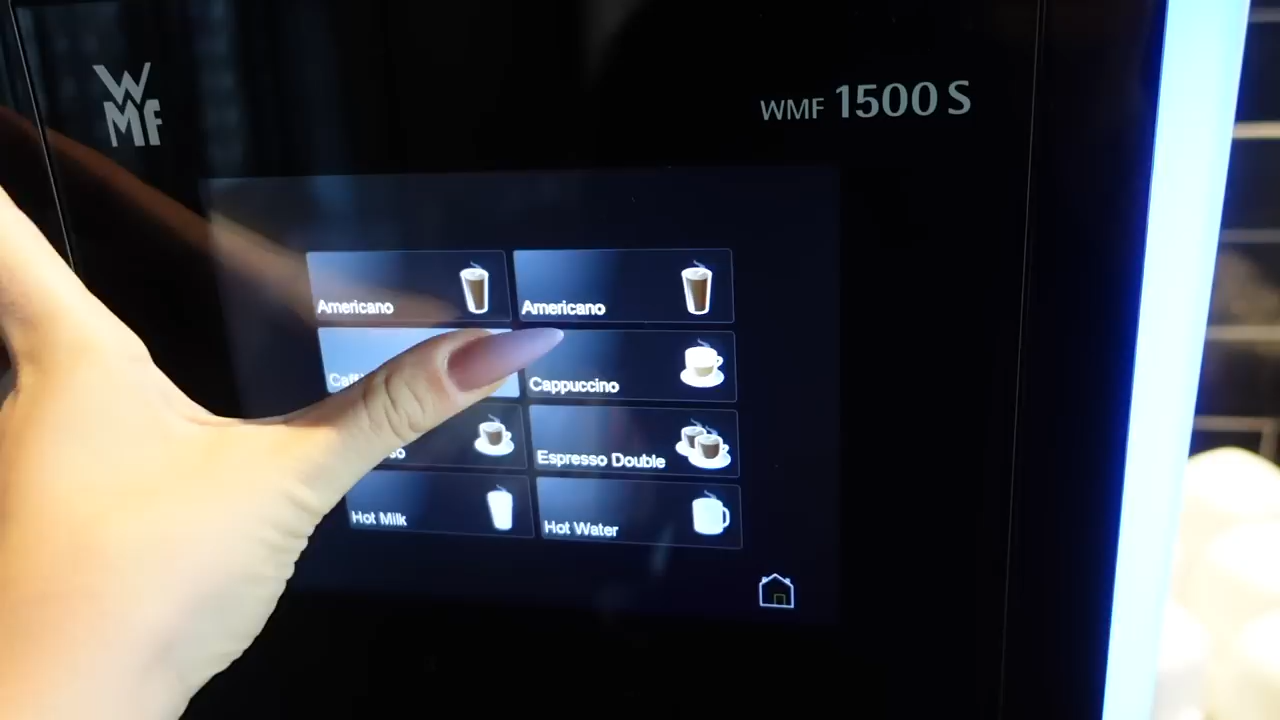 WMF
WMF 1500 S
Americano
Americano
Cappuccino
Espresso Double
Hot Milk
Hot Water